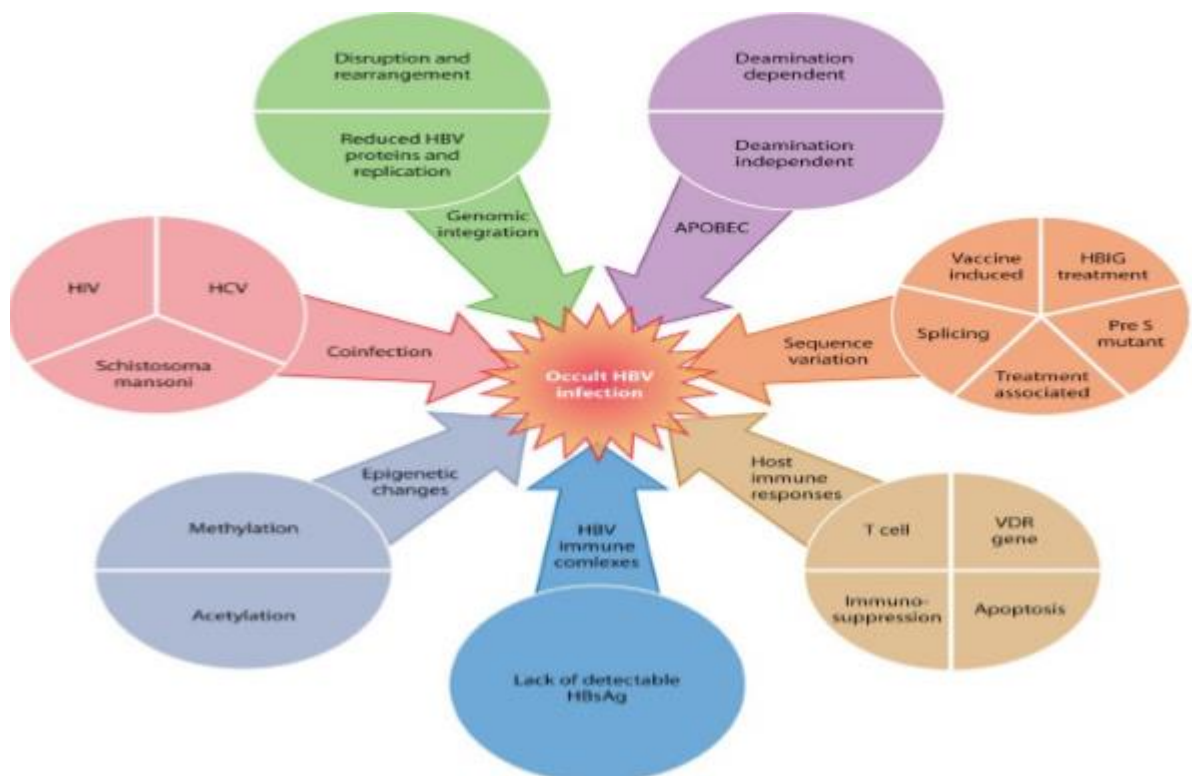 Disruption and
rearrangement
Reduced HBV
proteins and
replication
Genomic
integration
Deamination
dependent
Deamination
independent
APOBEC
HIV
HCV
Schistosoma
mansoni
Coinfection
Occult HBV
infection
Sequence
variation
Vaccine
induced
HBIG
treatment
Splicing
Pre S
mutant
Treatment
associated
Epigenetic
changes
Methylation
Acetylation
HBV
immune
comlexes
Lack of detectable
HBsAg
Host
immune
responses
T cell
VDR
gene
Immuno-
suppression
Apoptosis